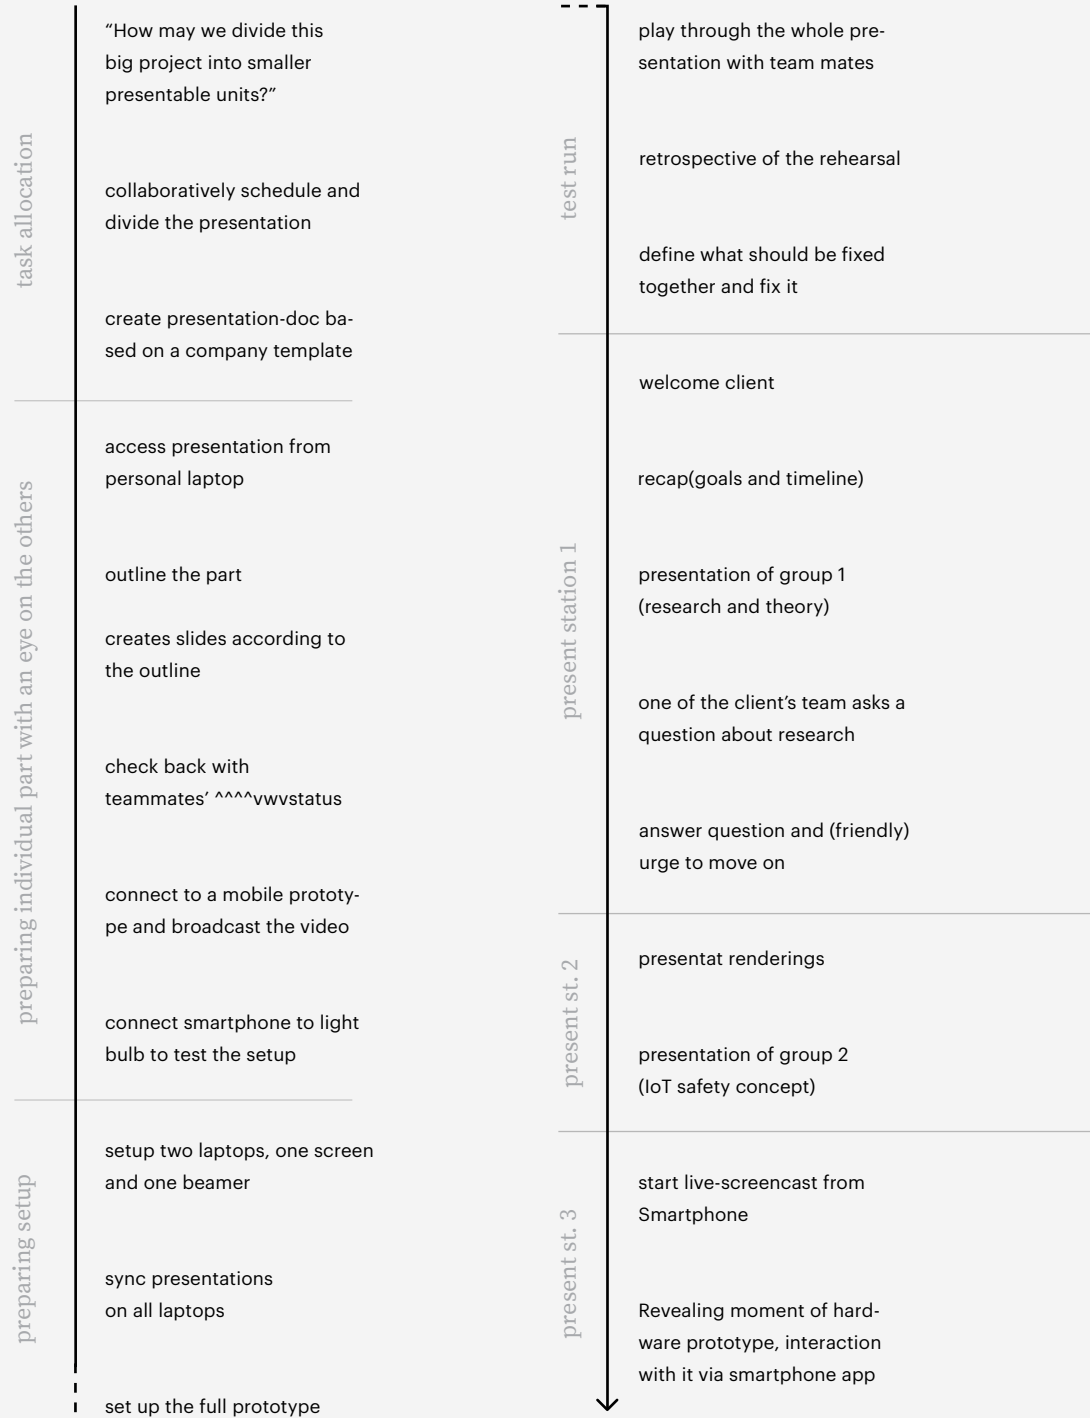 task allocation
“How may we divide this
big project into smaller
presentable units?”
collaboratively schedule and
divide the presentation
create presentation-doc ba-
sed on a company template
preparing individual part with an eye on the others
access presentation from
personal laptop
outline the part
creates slides according to
the outline
check back with
teammates’ ^^^^vwvstatus
connect to a mobile prototy-
pe and broadcast the video
connect smartphone to light
bulb to test the setup
preparing setup
setup two laptops, one screen
and one beamer
sync presentations
on all laptops
set up the full prototype
test run
play through the whole pre-
sentation with team mates
retrospective of the rehearsal
define what should be fixed
together and fix it
present station 1
welcome client
recap(goals and timeline)
presentation of group 1
(research and theory)
one of the client’s team asks a
question about research
answer question and (friendly)
urge to move on
present st. 2
presentat renderings
presentation of group 2
(IoT safety concept)
present st. 3
start live-screencast from
Smartphone
Revealing moment of hard-
ware prototype, interaction
with it via smartphone app